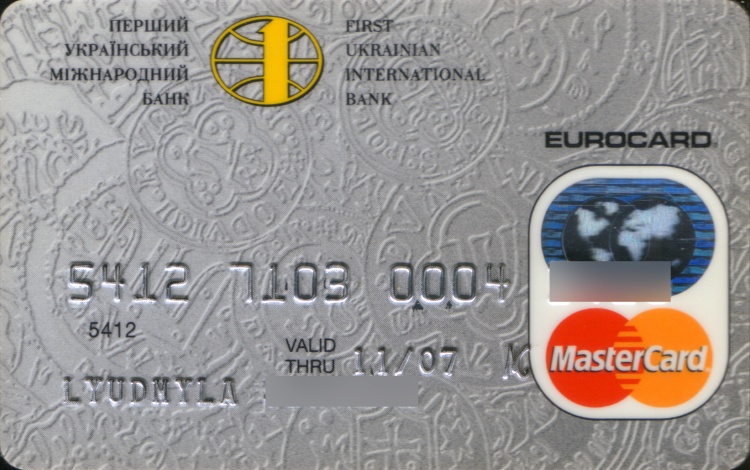 ПЕРШИЙ
УКРАЇНСЬКИЙ
МІЖНАРОДНИЙ
БАНК
FIRST
UKRAINIAN
INTERNATIONAL
BANK
EUROCARD
5412 7103 0004
5412
VALID
THRU 11/07
LYUDMYLA
MasterCard